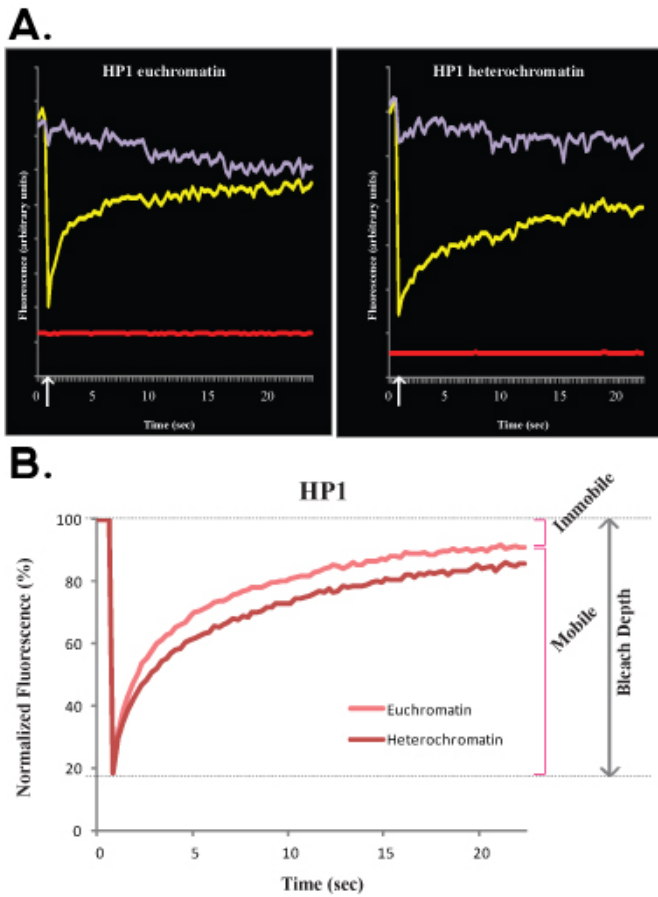 A.
HP1 euchromatin
Fluorescence (arbitrary units)
0 5 10 15 20
Time (sec)
HP1 heterochromatin
Fluorescence (arbitrary units)
0 5 10 15 20
Time (sec)
B.
HP1
Normalized Fluorescence (%)
100
80
60
40
20
0
0 5 10 15 20
Time (sec)
Euchromatin
Heterochromatin
Immobile
Mobile
Bleach Depth